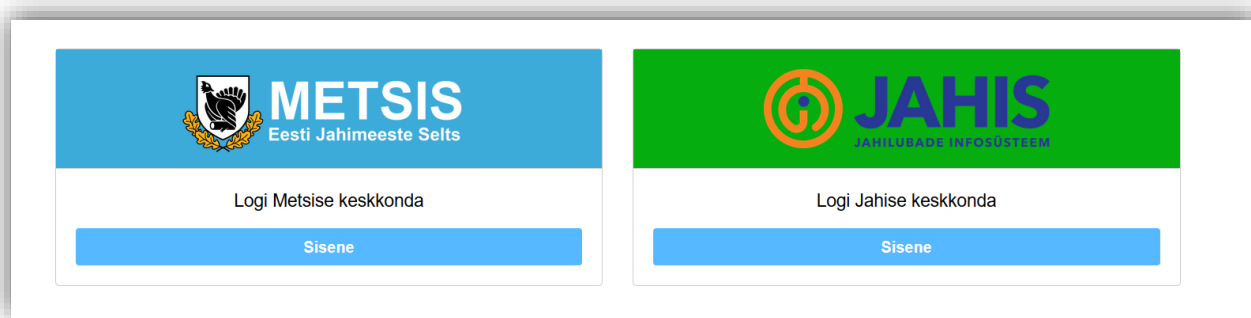 METSIS
Eesti Jahimeeste Selts
Logi Metsise keskkonda
Sisene
JAHIS
JAHILUBADE INFOSÜSTEEM
Logi Jahise keskkonda
Sisene